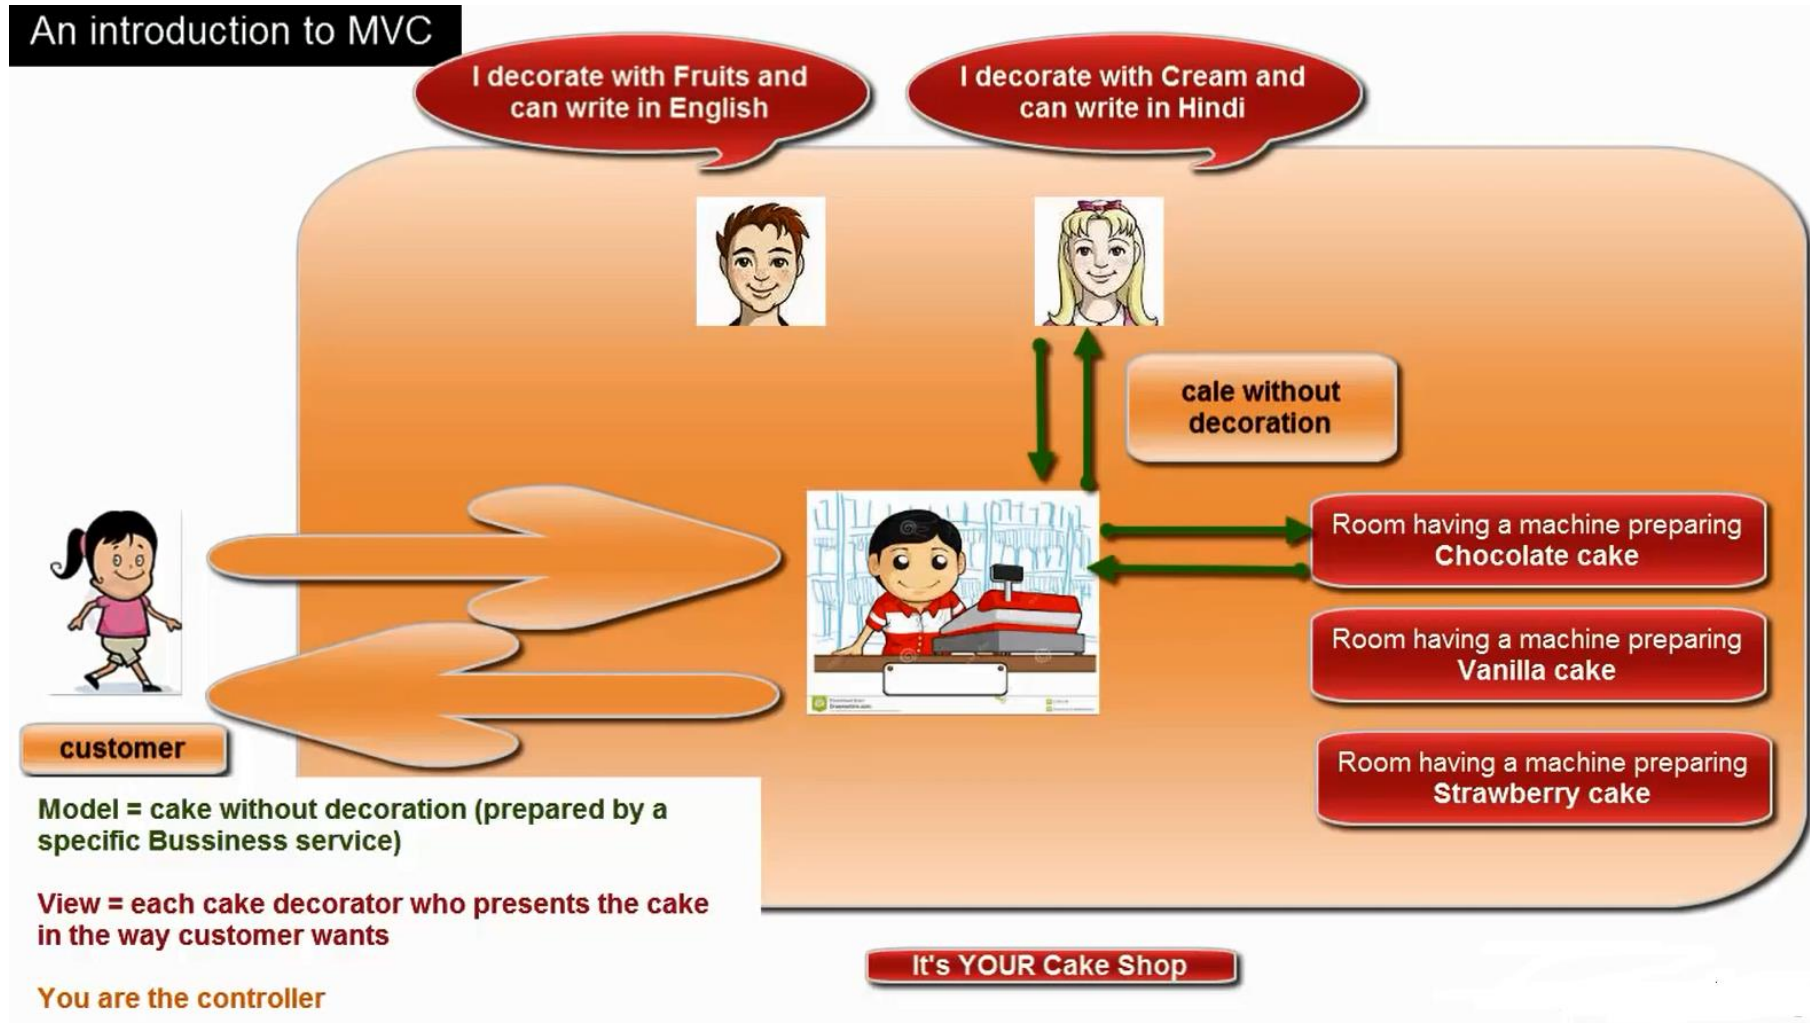 An introduction to MVC
I decorate with Fruits and
can write in English
I decorate with Cream and
can write in Hindi
cale without
decoration
Room having a machine preparing
Chocolate cake
Room having a machine preparing
Vanilla cake
Room having a machine preparing
Strawberry cake
customer
Model = cake without decoration (prepared by a
specific Bussiness service)
View = each cake decorator who presents the cake
in the way customer wants
You are the controller
It's YOUR Cake Shop